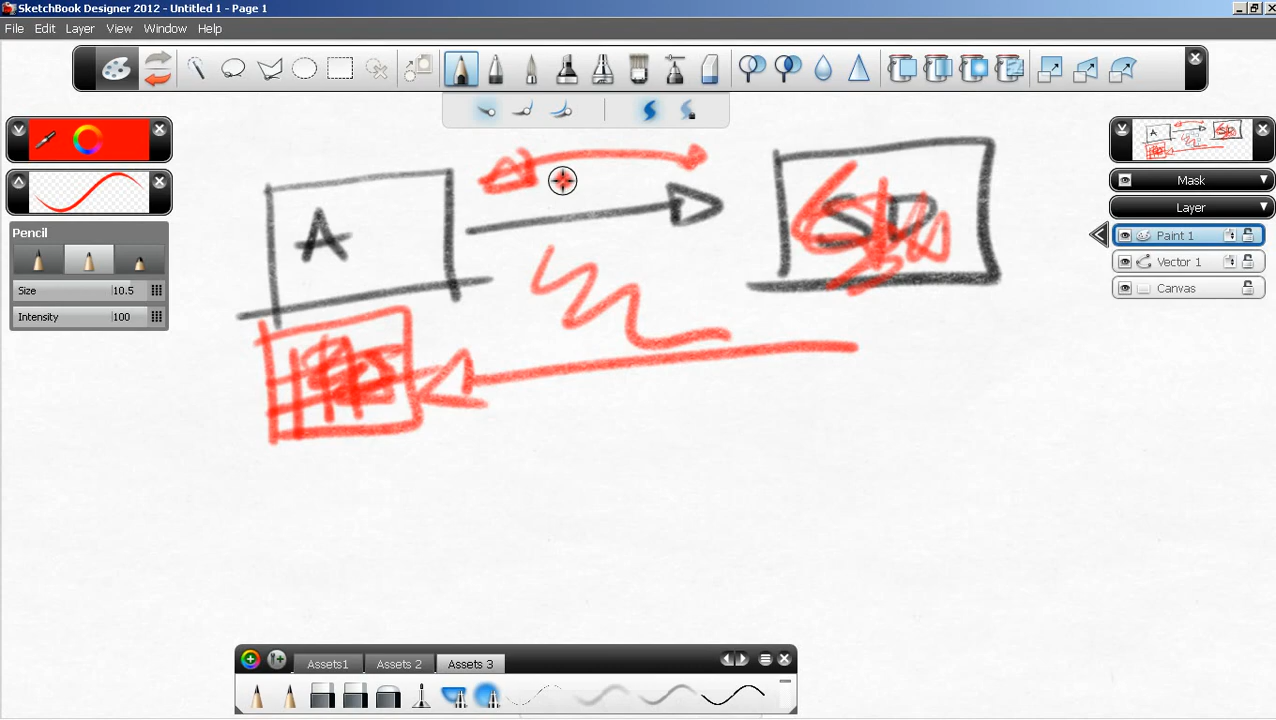 SketchBook Designer 2012 - Untitled 1 - Page 1
File Edit Layer View Window Help
Mask
Layer
Paint 1
Vector 1
Canvas
Pencil
Size 10.5
Intensity 100
A
SD
Assets1 Assets 2 Assets 3